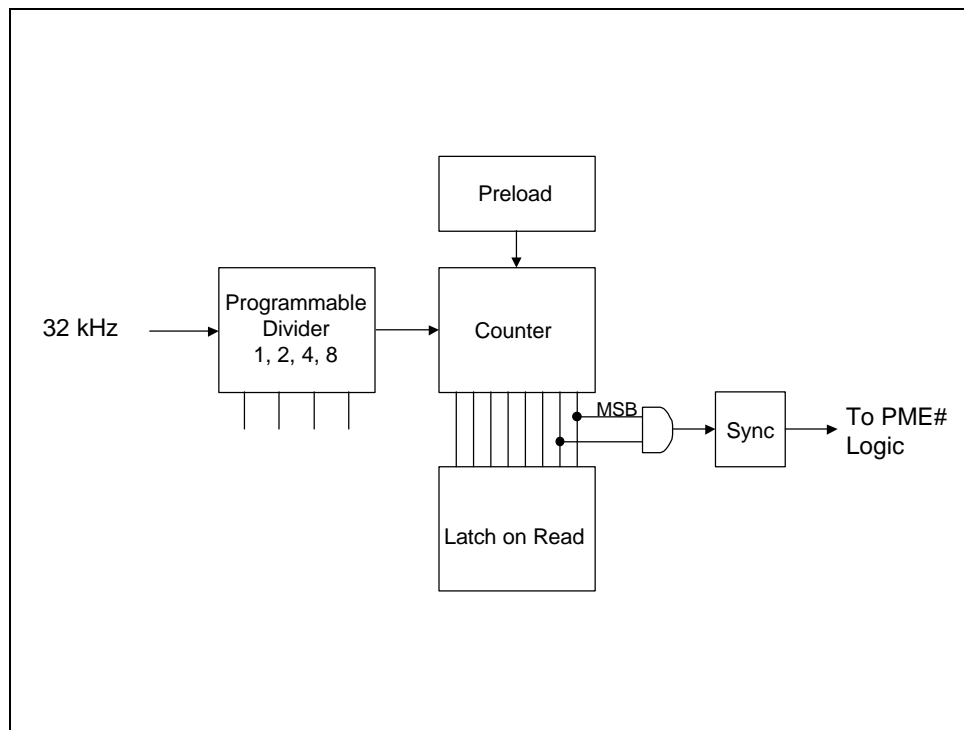 Preload
32 kHz
Programmable
Divider
1, 2, 4, 8
Counter
MSB
Sync
To PME#
Logic
Latch on Read